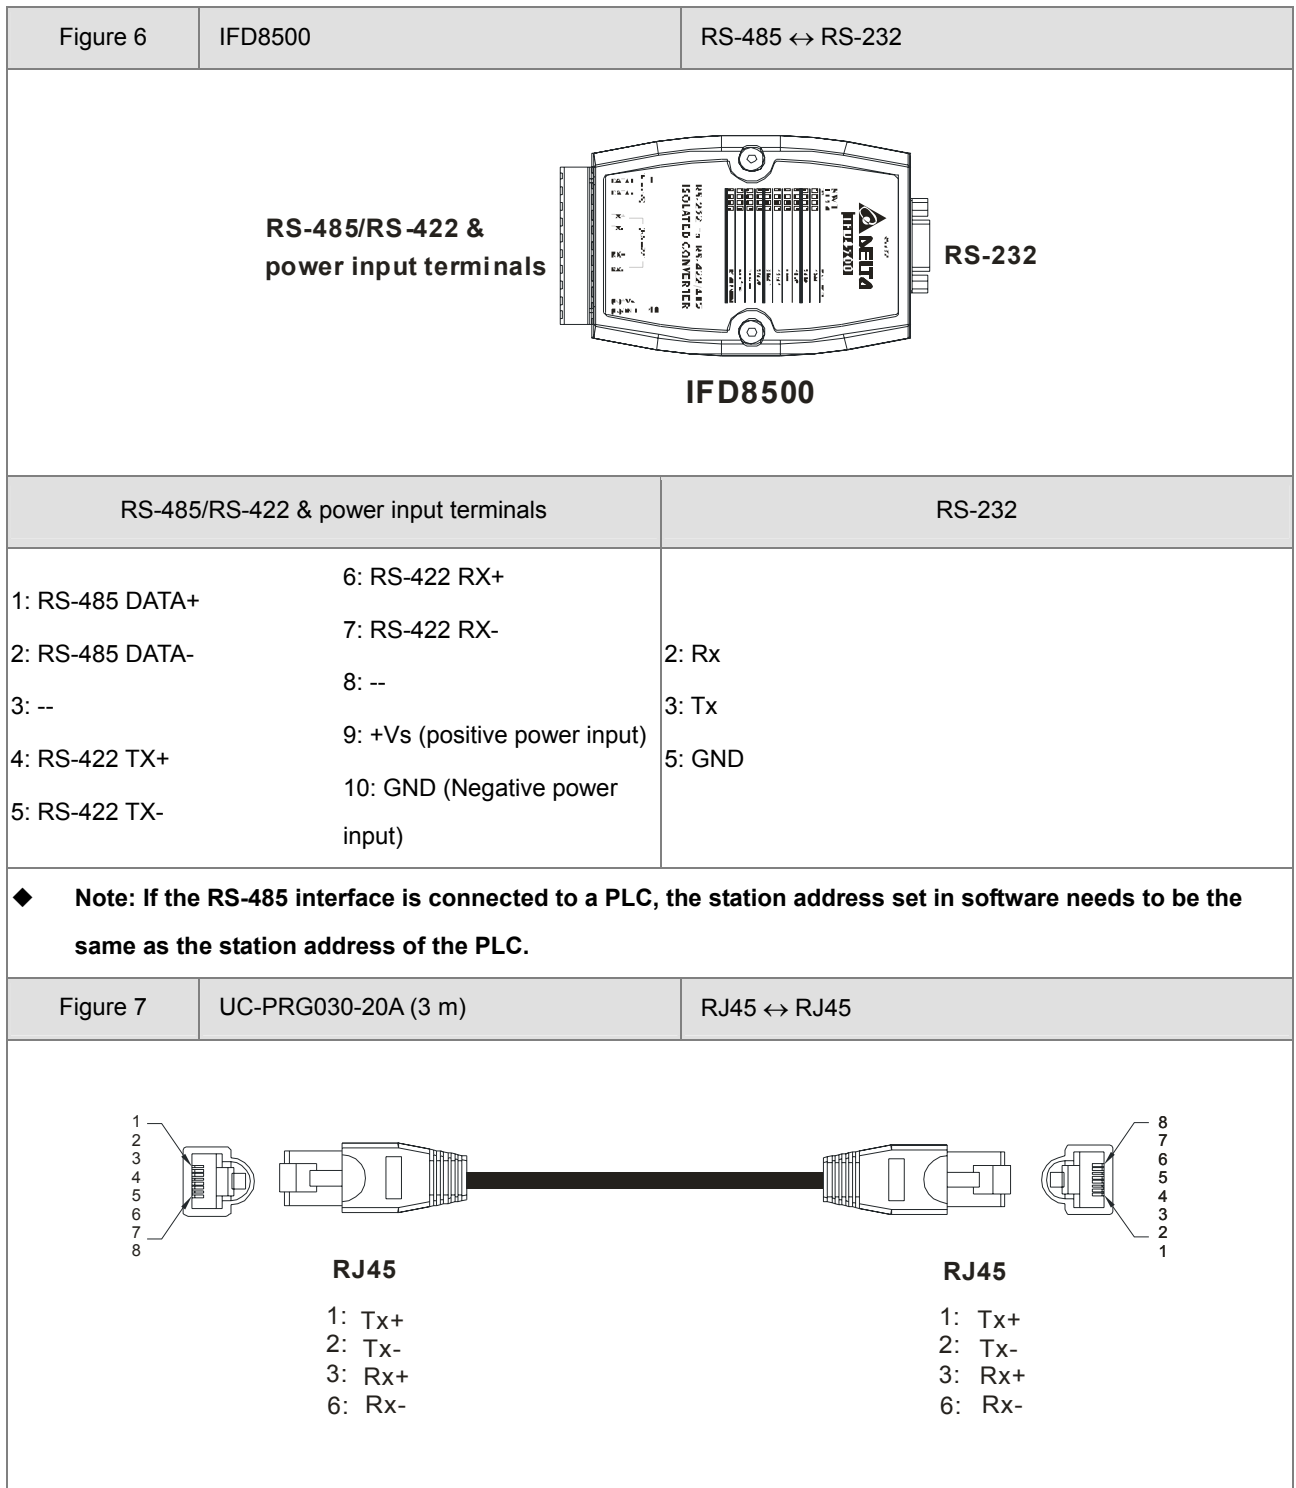 Figure 6
IFD8500
RS-485 ↔ RS-232
RS-485/RS-422 &
power input terminals
ISOLATED CONVERTER
DELTA
RS-232
IFD8500
RS-485/RS-422 & power input terminals
RS-232
1: RS-485 DATA+
2: RS-485 DATA-
3: --
4: RS-422 TX+
5: RS-422 TX-
6: RS-422 RX+
7: RS-422 RX-
8: --
9: +Vs (positive power input)
10: GND (Negative power
input)
2: Rx
3: Tx
5: GND
◆ Note: If the RS-485 interface is connected to a PLC, the station address set in software needs to be the
same as the station address of the PLC.
Figure 7
UC-PRG030-20A (3 m)
RJ45 ↔ RJ45
1
2
3
4
5
6
7
8
8
7
6
5
4
3
2
1
RJ45
1: Tx+
2: Tx-
3: Rx+
6: Rx-
RJ45
1: Tx+
2: Tx-
3: Rx+
6: Rx-